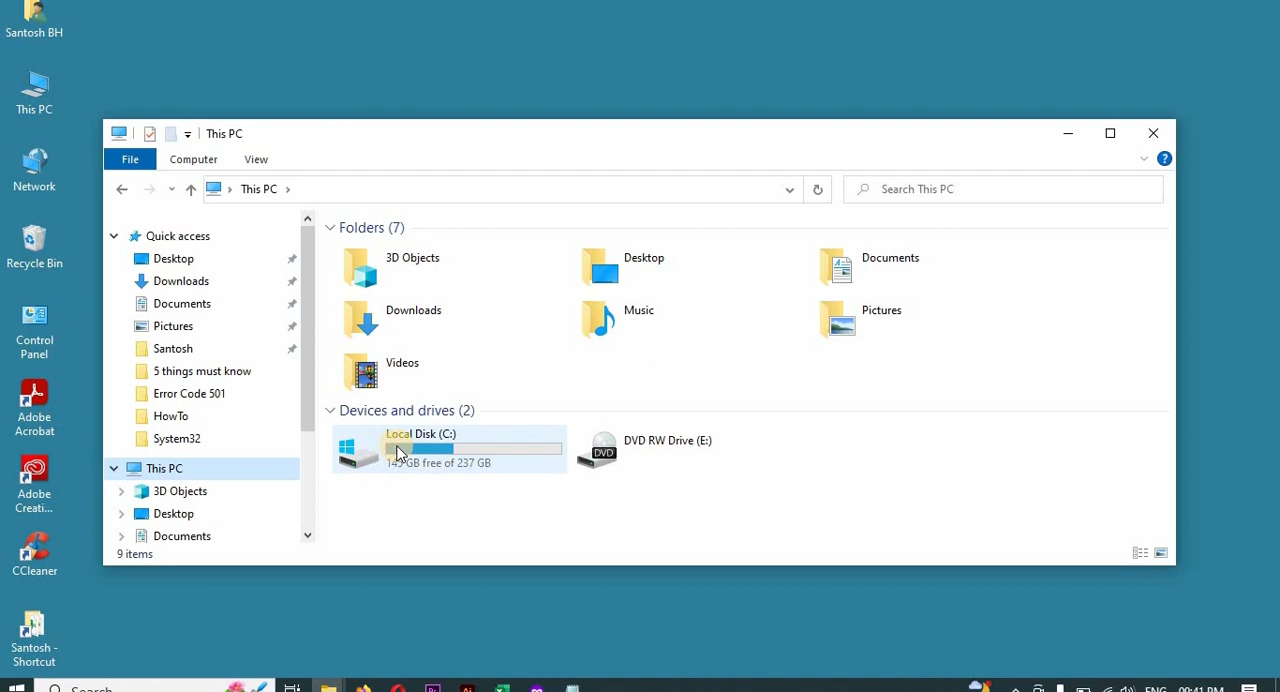 Santosh BH
This PC
Network
Recycle Bin
Control
Panel
Adobe
Acrobat
Adobe
Creati...
CCleaner
Santosh -
Shortcut
This PC
File
Computer
View
This PC
Search This PC
Quick access
Desktop
Downloads
Documents
Pictures
Santosh
5 things must know
Error Code 501
HowTo
System32
This PC
3D Objects
Desktop
Documents
Folders (7)
3D Objects
Desktop
Documents
Downloads
Music
Pictures
Videos
Devices and drives (2)
Local Disk (C:)
145 GB free of 237 GB
DVD
DVD RW Drive (E:)
9 items
Search
ENG
09:41 PM